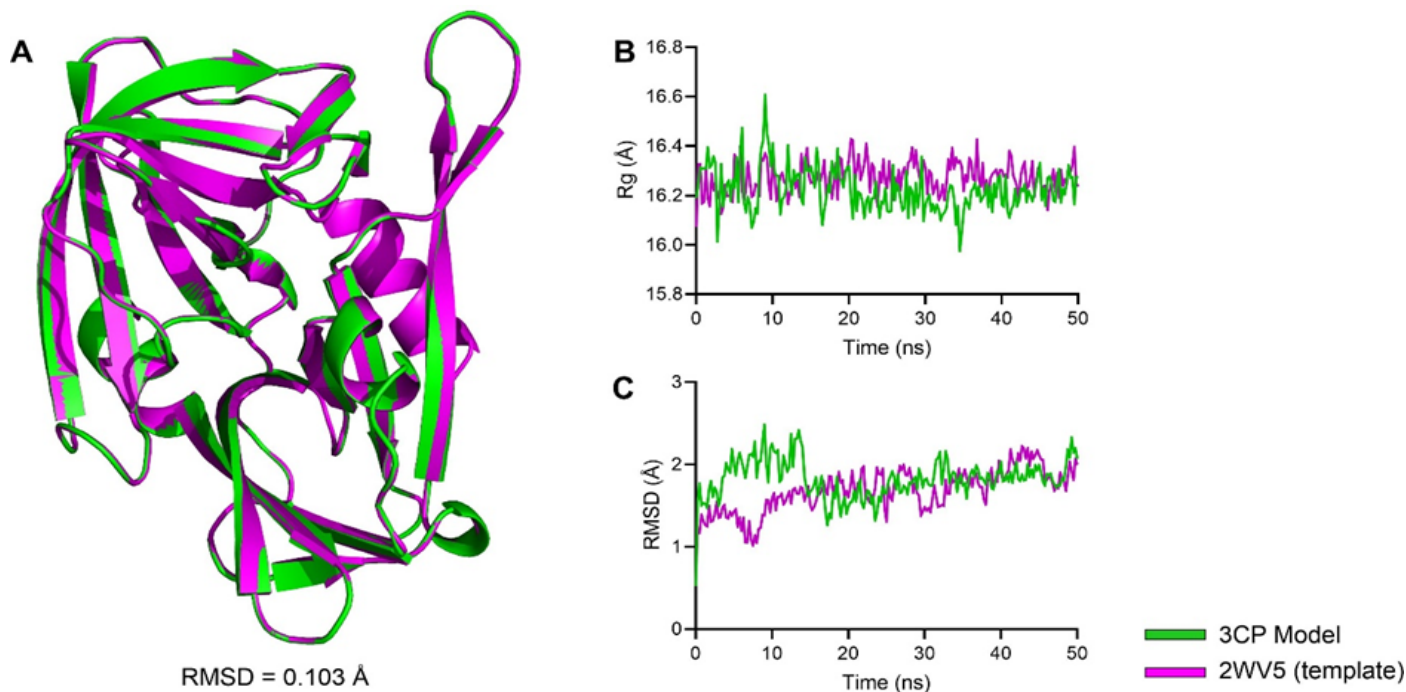 A
RMSD = 0.103 Å
B
Rg (Å)
16.8
16.6
16.4
16.2
16.0
15.8
0 10 20 30 40 50
Time (ns)
C
RMSD (Å)
3
2
1
0
0 10 20 30 40 50
Time (ns)
3CP Model
2WV5 (template)